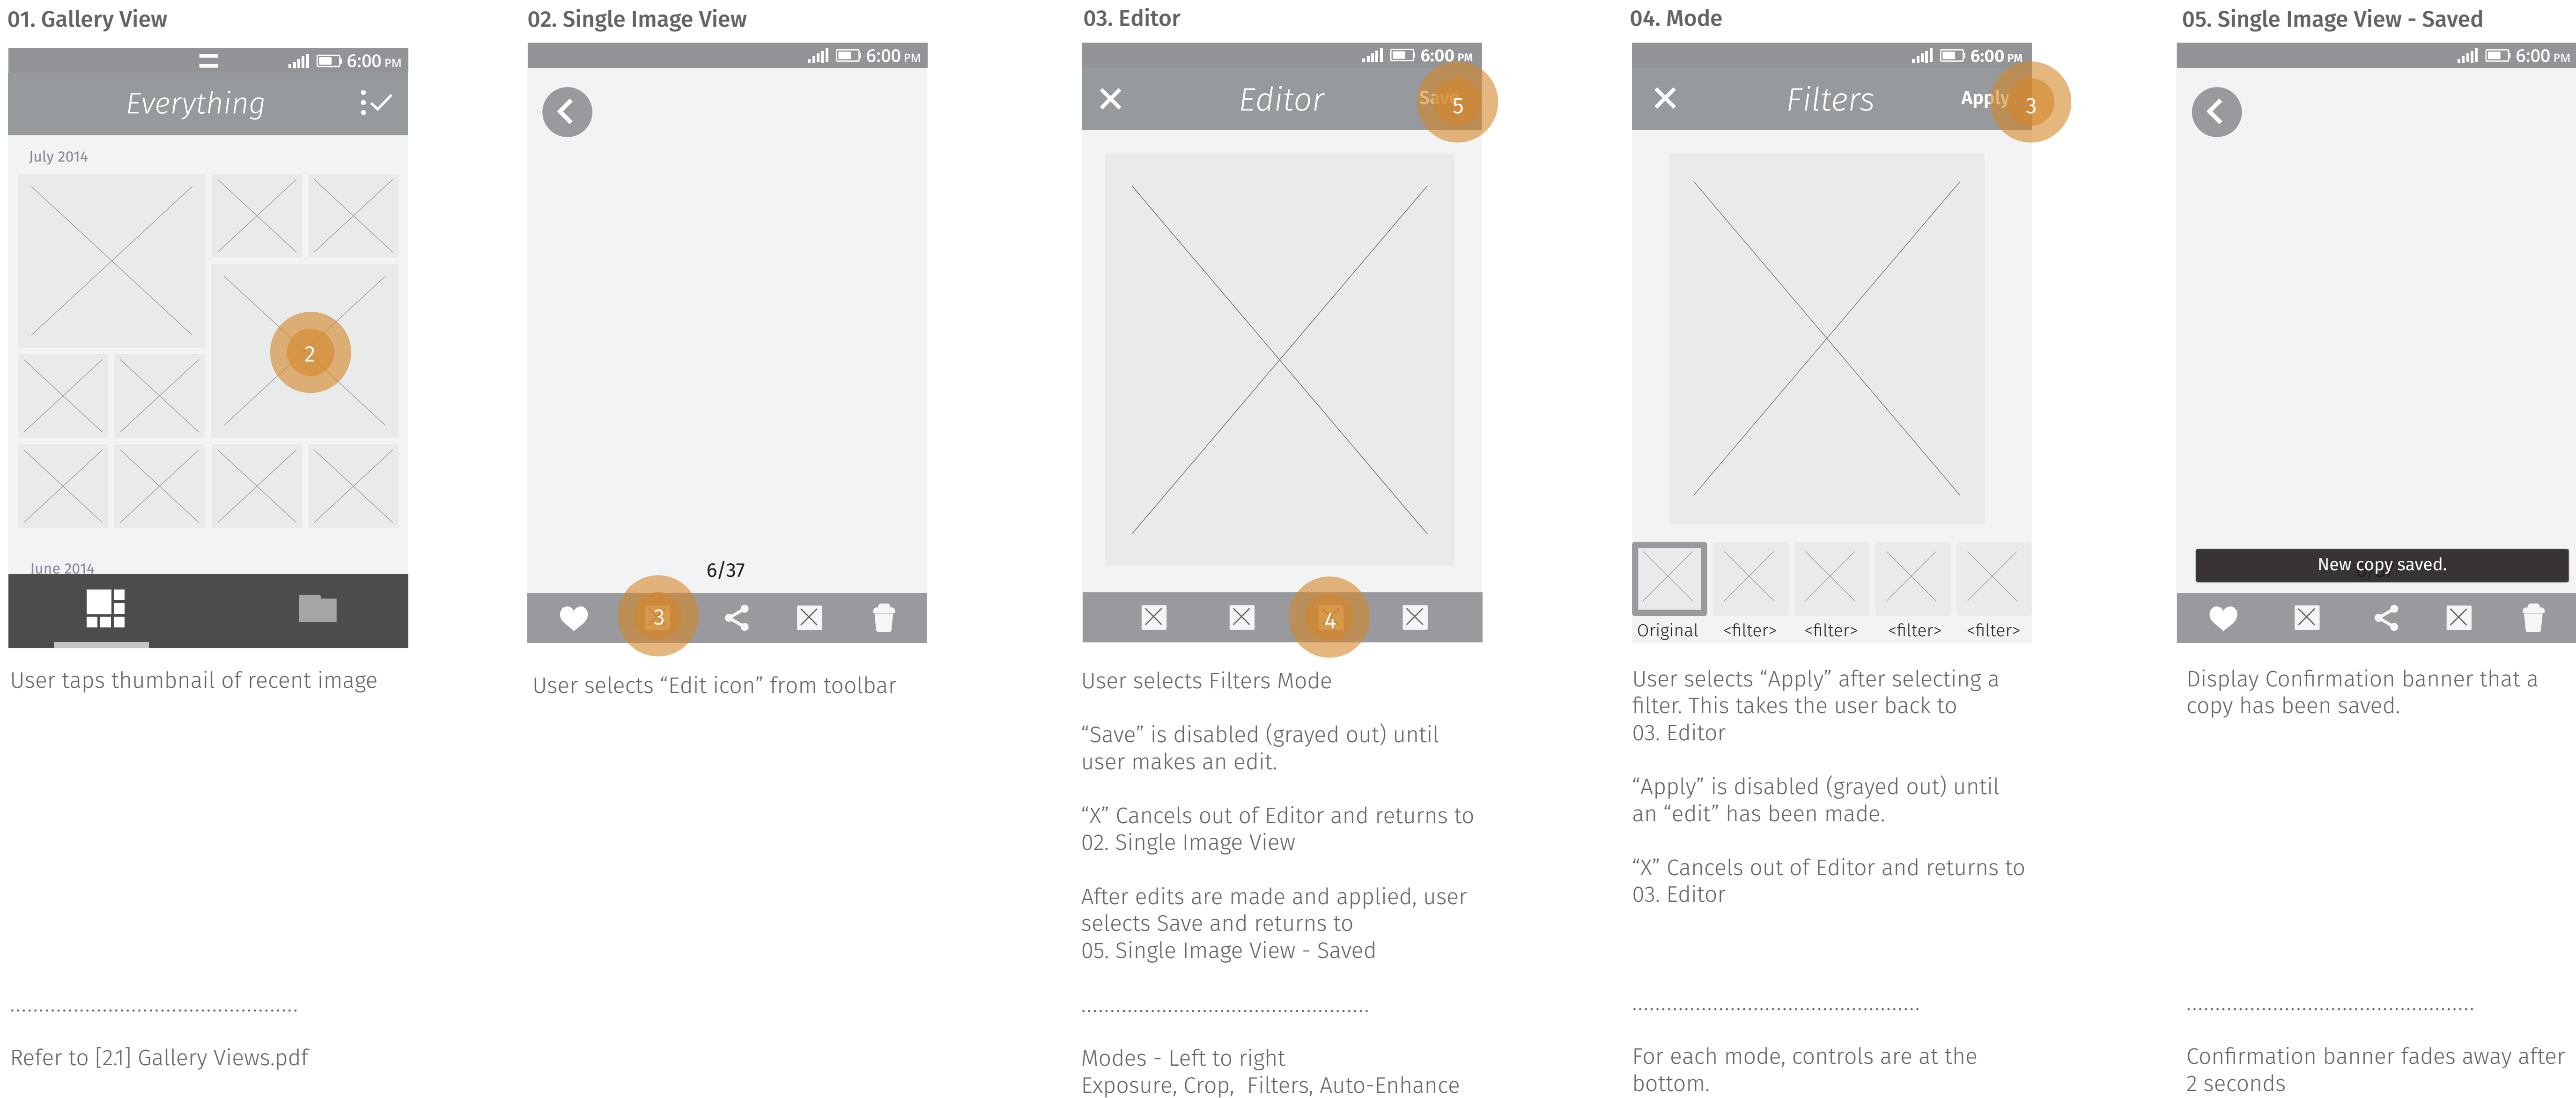 01. Gallery View
6:00 PM
Everything
July 2014
2
June 2014
User taps thumbnail of recent image
Refer to [2.1] Gallery Views.pdf
02. Single Image View
6:00 PM
6/37
3
User selects “Edit icon” from toolbar
03. Editor
6:00 PM
Editor
Save
5
4
User selects Filters Mode
“Save” is disabled (grayed out) until
user makes an edit.
“X” Cancels out of Editor and returns to
02. Single Image View
After edits are made and applied, user
selects Save and returns to
05. Single Image View - Saved
Modes - Left to right
Exposure, Crop,  Filters, Auto-Enhance
04. Mode
6:00 PM
Filters
Apply
3
Original <filter> <filter> <filter> <filter>
User selects “Apply” after selecting a
filter. This takes the user back to
03. Editor
“Apply” is disabled (grayed out) until
an “edit” has been made.
“X” Cancels out of Editor and returns to
03. Editor
For each mode, controls are at the
bottom.
05. Single Image View - Saved
6:00 PM
New copy saved.
Display Confirmation banner that a
copy has been saved.
Confirmation banner fades away after
2 seconds